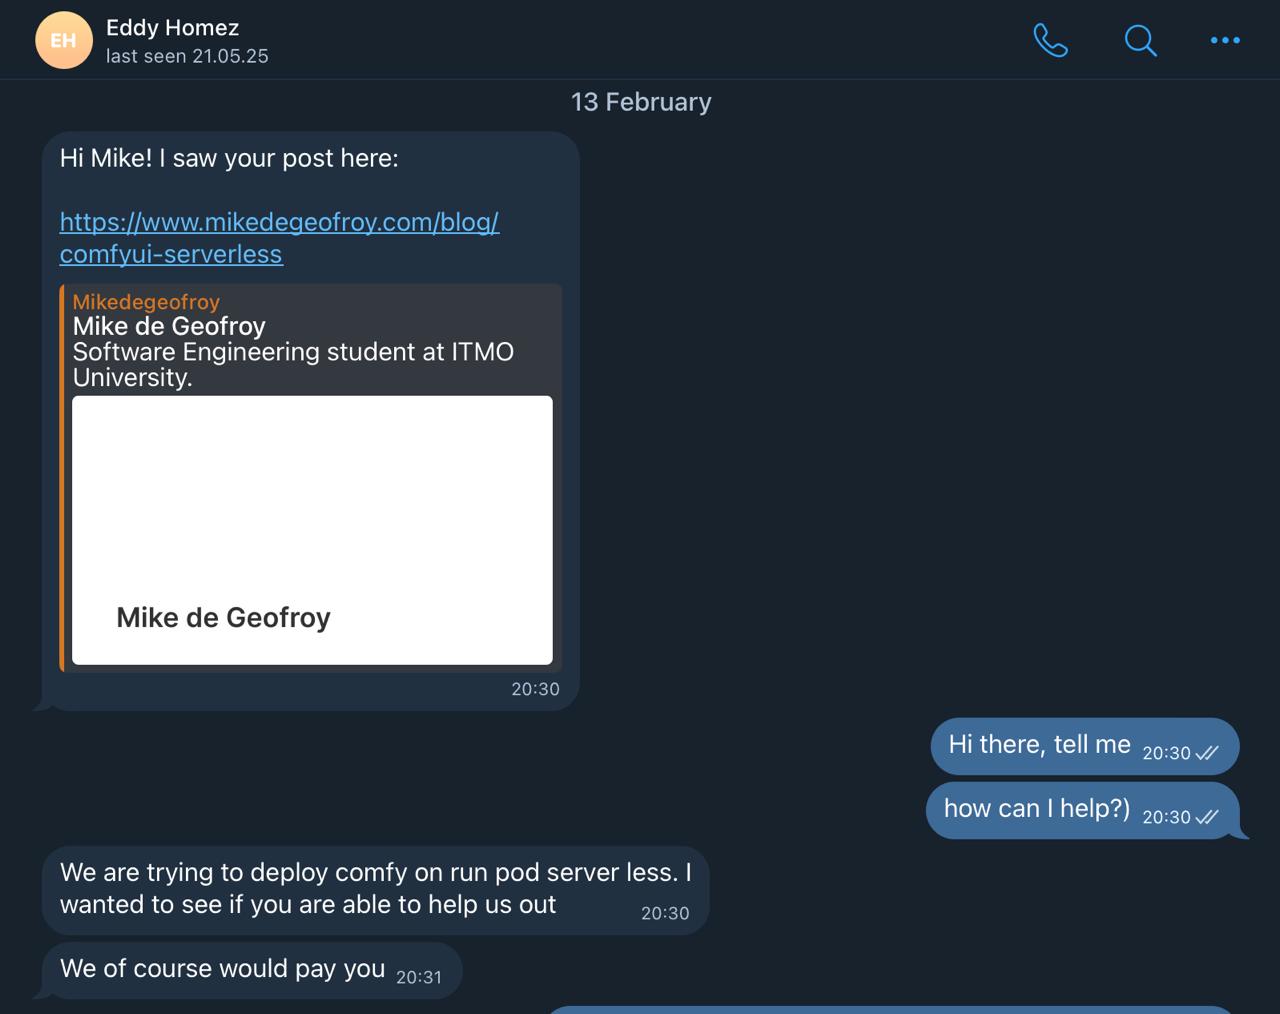 EH
Eddy Homez
last seen 21.05.25
13 February
Hi Mike! I saw your post here:
https://www.mikedegeofroy.com/blog/
comfyui-serverless
Mikedegeofroy
Mike de Geofroy
Software Engineering student at ITMO
University.
Mike de Geofroy
20:30
Hi there, tell me 20:30
how can I help?) 20:30
We are trying to deploy comfy on run pod server less. I
wanted to see if you are able to help us out 20:30
We of course would pay you 20:31